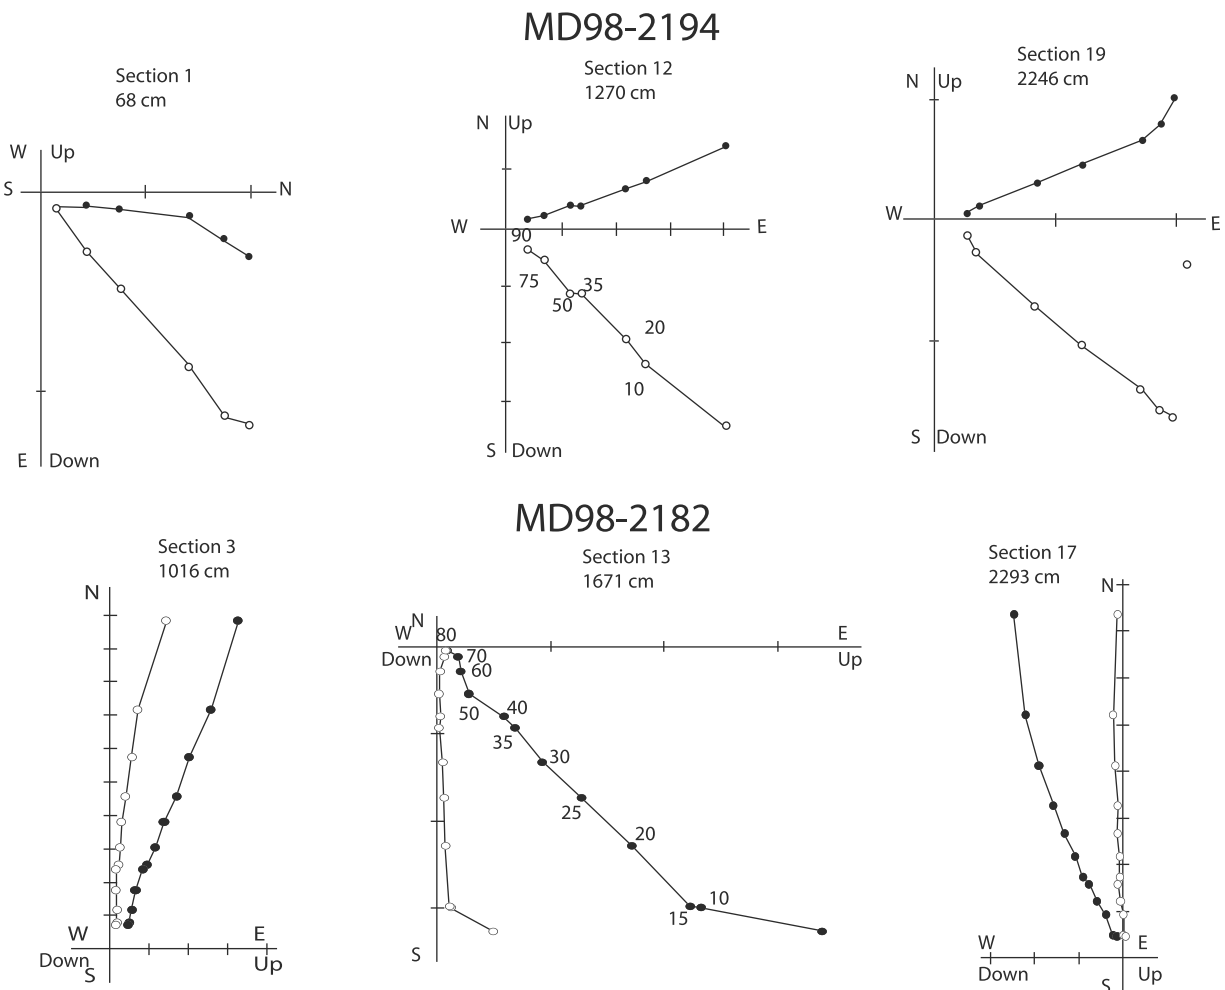 MD98-2194
Section 1
68 cm
W Up
S N
E Down
Section 12
1270 cm
N Up
W E
90
75
50
35
20
10
S Down
Section 19
2246 cm
N Up
W E
S Down
MD98-2182
Section 3
1016 cm
N
W E
Down Up
S
Section 13
1671 cm
N
W E
Down Up
80
70
60
50
40
35
30
25
20
15
10
S
Section 17
2293 cm
N
W E
Down Up
S